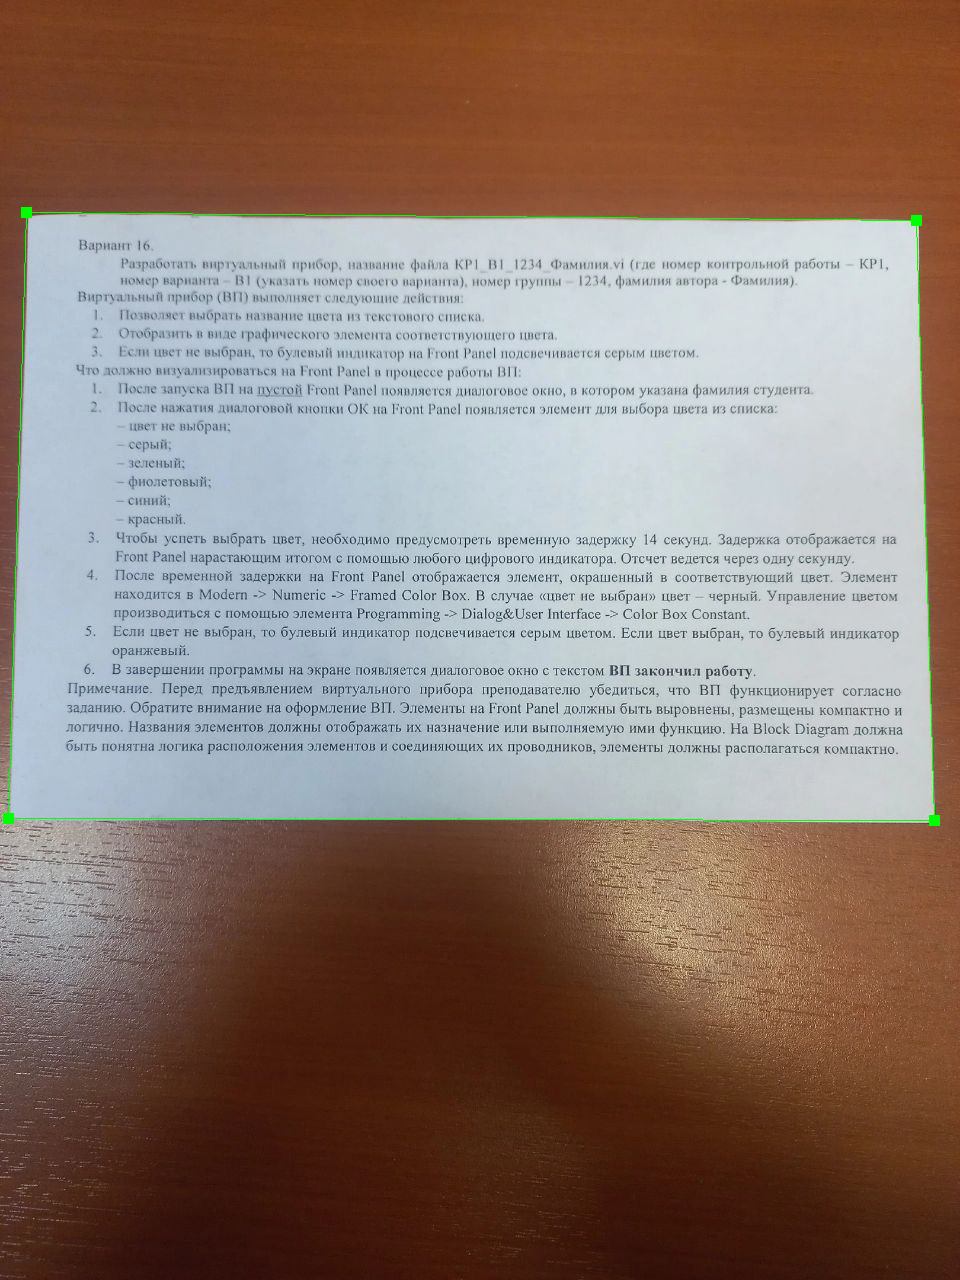 Вариант 16.
Разработать виртуальный прибор, название файла КР1_В1_1234_Фамилия.vi (где номер контрольной работы – КР1,
номер варианта – В1 (указать номер своего варианта), номер группы – 1234, фамилия автора - Фамилия).
Виртуальный прибор (ВП) выполняет следующие действия:
1. Позволяет выбрать название цвета из текстового списка.
2. Отобразить в виде графического элемента соответствующего цвета.
3. Если цвет не выбран, то булевый индикатор на Front Panel подсвечивается серым цветом.
Что должно визуализироваться на Front Panel в процессе работы ВП:
1. После запуска ВП на пустой Front Panel появляется диалоговое окно, в котором указана фамилия студента.
2. После нажатия диалоговой кнопки ОК на Front Panel появляется элемент для выбора цвета из списка:
– цвет не выбран;
– серый;
– зеленый;
– фиолетовый;
– синий;
– красный.
3. Чтобы успеть выбрать цвет, необходимо предусмотреть временную задержку 14 секунд. Задержка отображается на
Front Panel нарастающим итогом с помощью любого цифрового индикатора. Отсчет ведется через одну секунду.
4. После временной задержки на Front Panel отображается элемент, окрашенный в соответствующий цвет. Элемент
находится в Modern -> Numeric -> Framed Color Box. В случае «цвет не выбран» цвет – черный. Управление цветом
производиться с помощью элемента Programming -> Dialog&User Interface -> Color Box Constant.
5. Если цвет не выбран, то булевый индикатор подсвечивается серым цветом. Если цвет выбран, то булевый индикатор
оранжевый.
6. В завершении программы на экране появляется диалоговое окно с текстом ВП закончил работу.
Примечание. Перед предъявлением виртуального прибора преподавателю убедиться, что ВП функционирует согласно
заданию. Обратите внимание на оформление ВП. Элементы на Front Panel должны быть выровнены, размещены компактно и
логично. Названия элементов должны отображать их назначение или выполняемую ими функцию. На Block Diagram должна
быть понятна логика расположения элементов и соединяющих их проводников, элементы должны располагаться компактно.